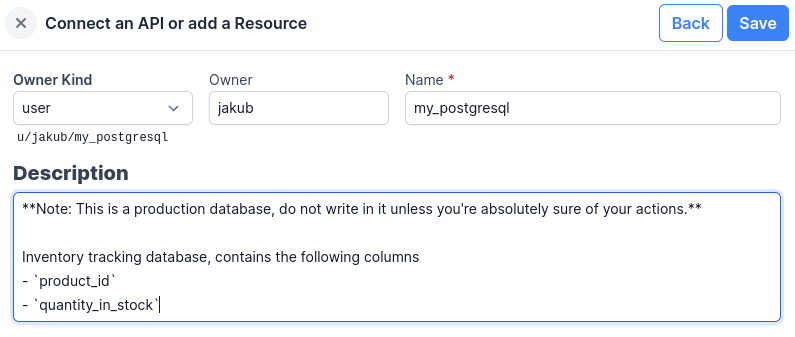 Connect an API or add a Resource
Back
Save
Owner Kind
Owner
Name *
user
jakub
my_postgresql
u/jakub/my_postgresql
Description
**Note: This is a production database, do not write in it unless you're absolutely sure of your actions.**
Inventory tracking database, contains the following columns
- `product_id`
- `quantity_in_stock`